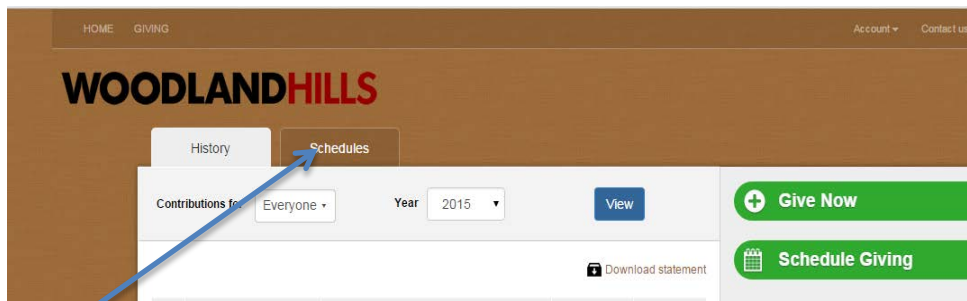 HOME GIVING Account Contact us
WOODLANDHILLS
History Schedules
Contributions for Everyone Year 2015 View
Give Now
Download statement
Schedule Giving